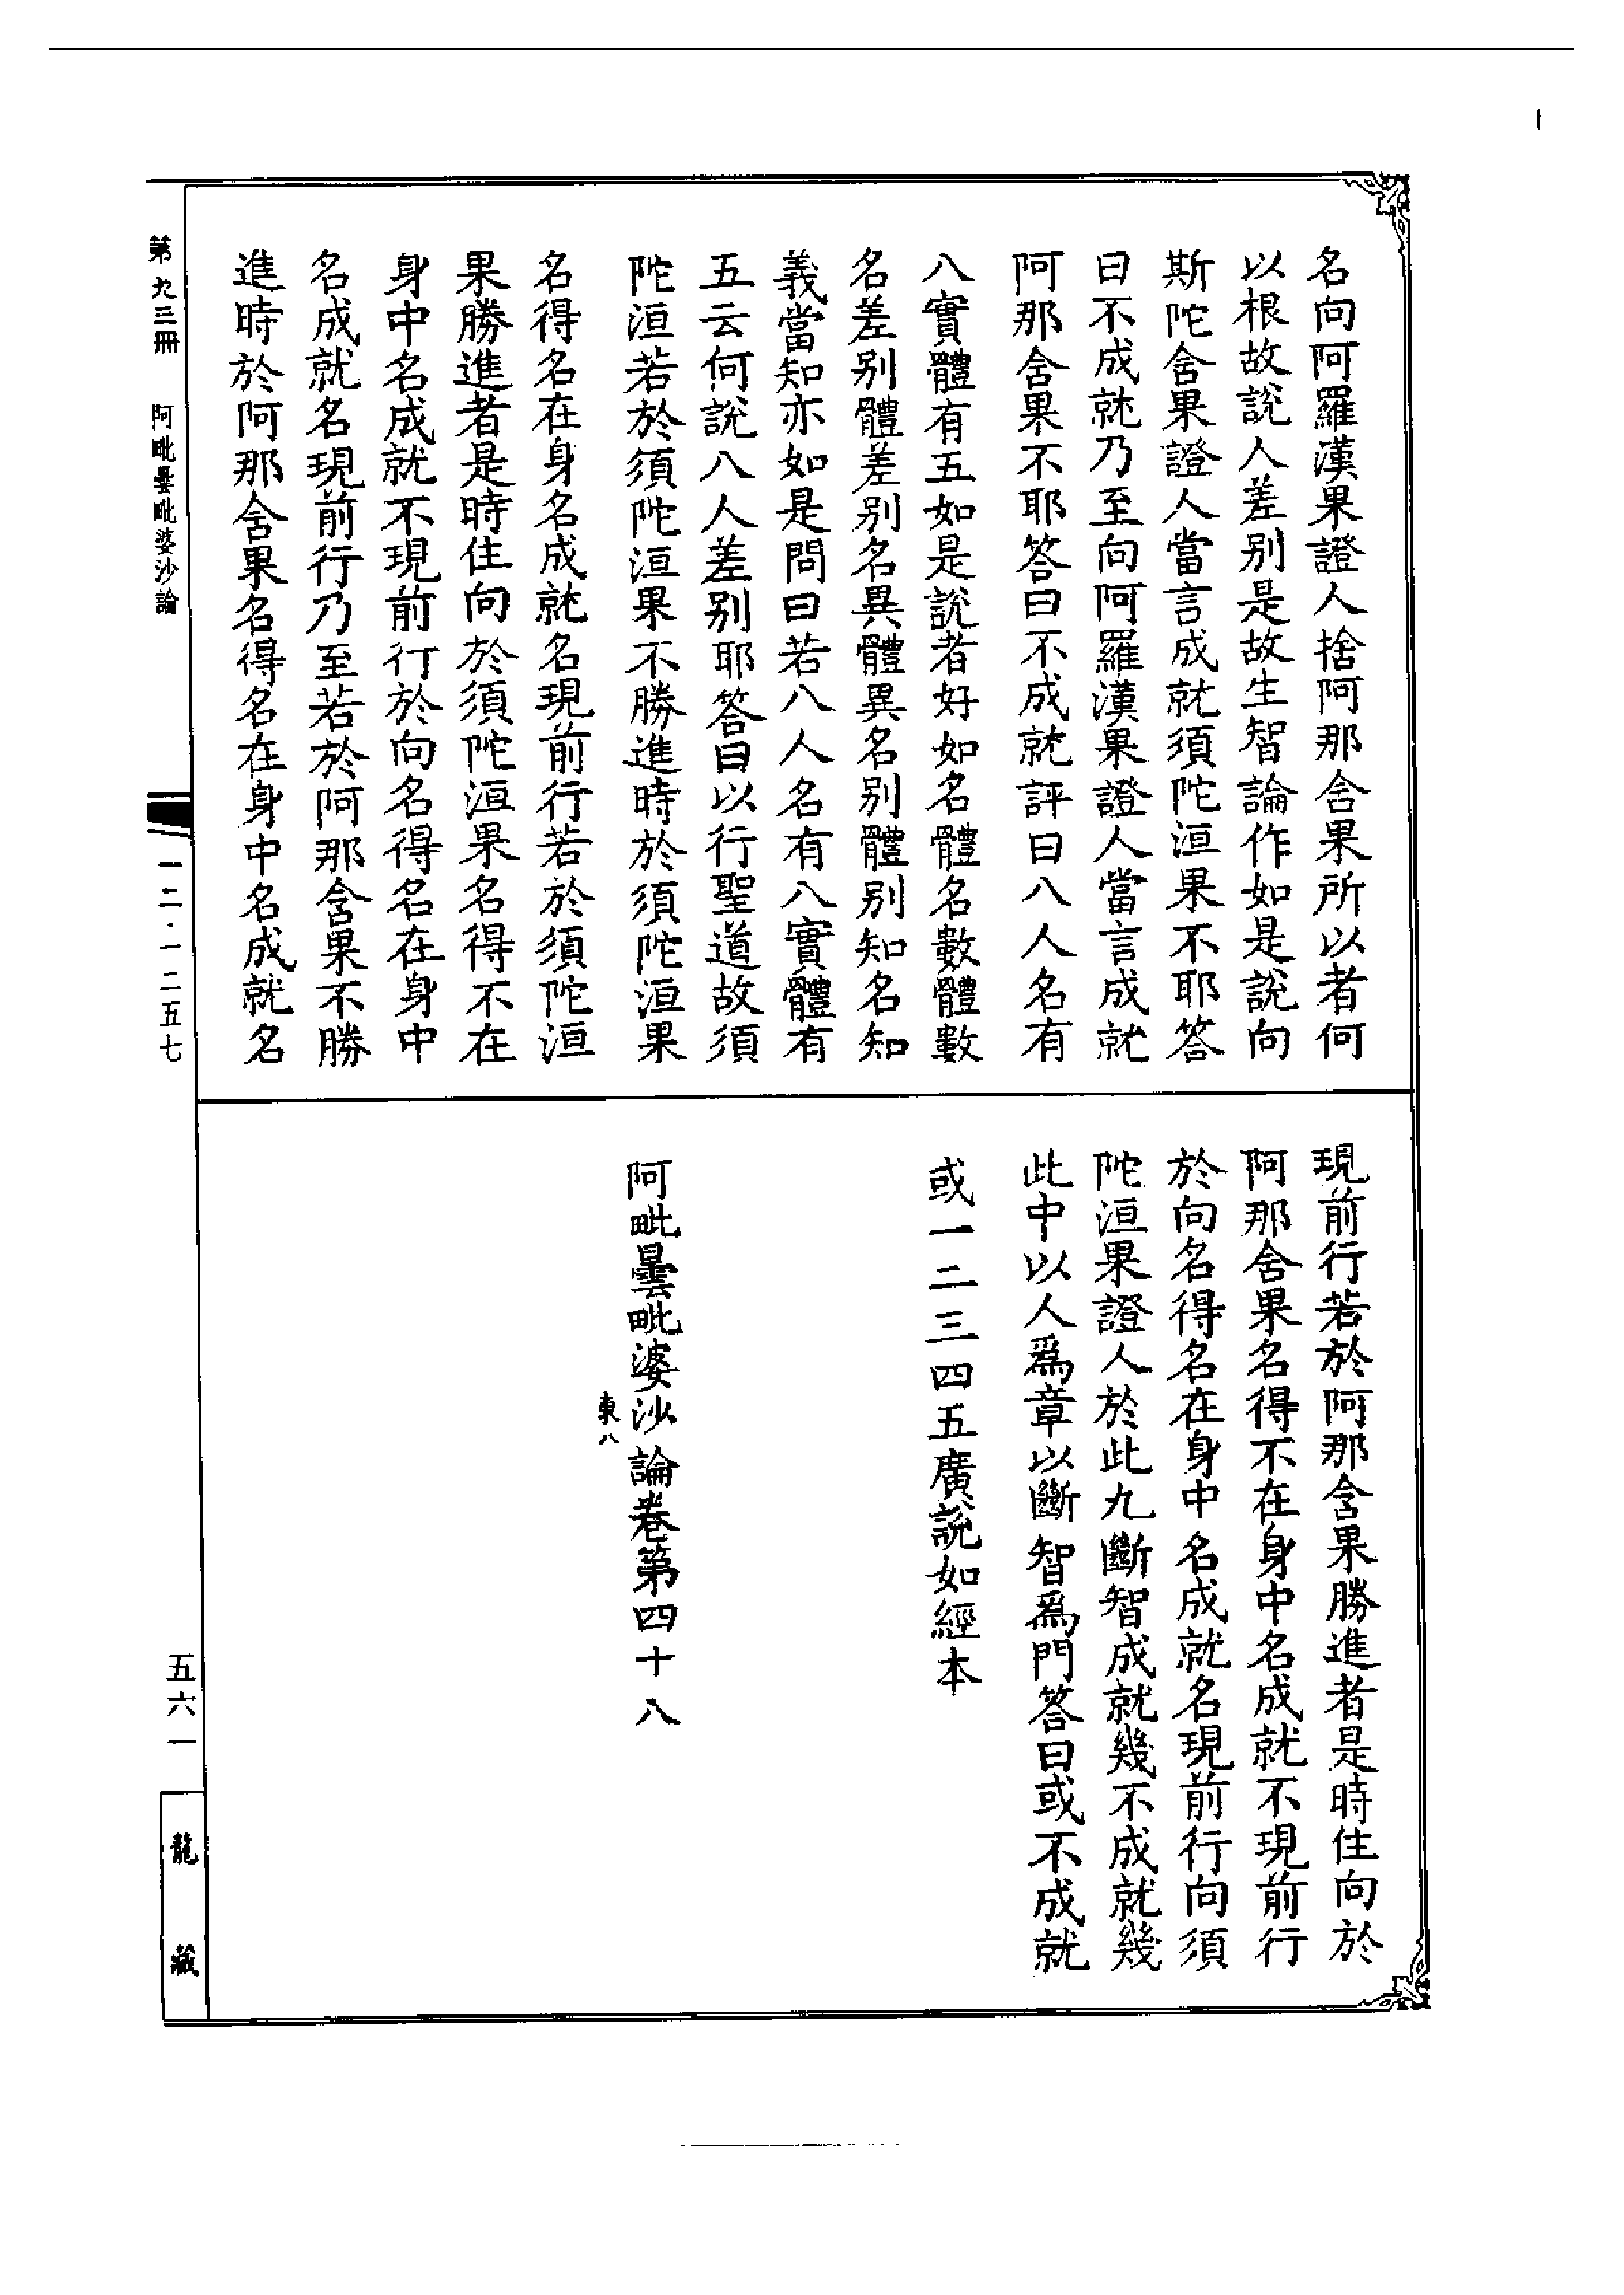 名向阿羅漢果證人捨阿那含果所以者何
以根故說人差別是故生智論作如是說向
斯陀含果證人當言成就須陀洹果不耶答
曰不成就乃至向阿羅漢果證人當言成就
阿那含果不耶答曰不成就評曰八人名有
八實體有五如是說者好如名體名數體數
名差別體差別名異體異名別體別知名知
義當知亦如是問曰若八人名有八實體有
五云何說八人差別耶答曰以行聖道故須
陀洹若於須陀洹果不勝進時於須陀洹果
名得名在身名成就名現前行若於須陀洹
果勝進者是時住向於須陀洹果名得不在
身中名成就不現前行於向名得名在身中
名成就名現前行乃至若於阿那含果不勝
進時於阿那含果名得名在身中名成就名
現前行若於阿那含果勝進者是時住向於
阿那含果名得不在身中名成就不現前行
於向名得名在身中名成就名現前行向須
陀洹果證人於此九斷智成就幾不成就幾
此中以人爲章以斷智爲門答曰或不成就
或一二三四五廣說如經本
阿毗曇毗婆沙論卷第四十八
東八
第九三冊 阿毗曇毗婆沙論
一二·一二五七
五六一
龍藏